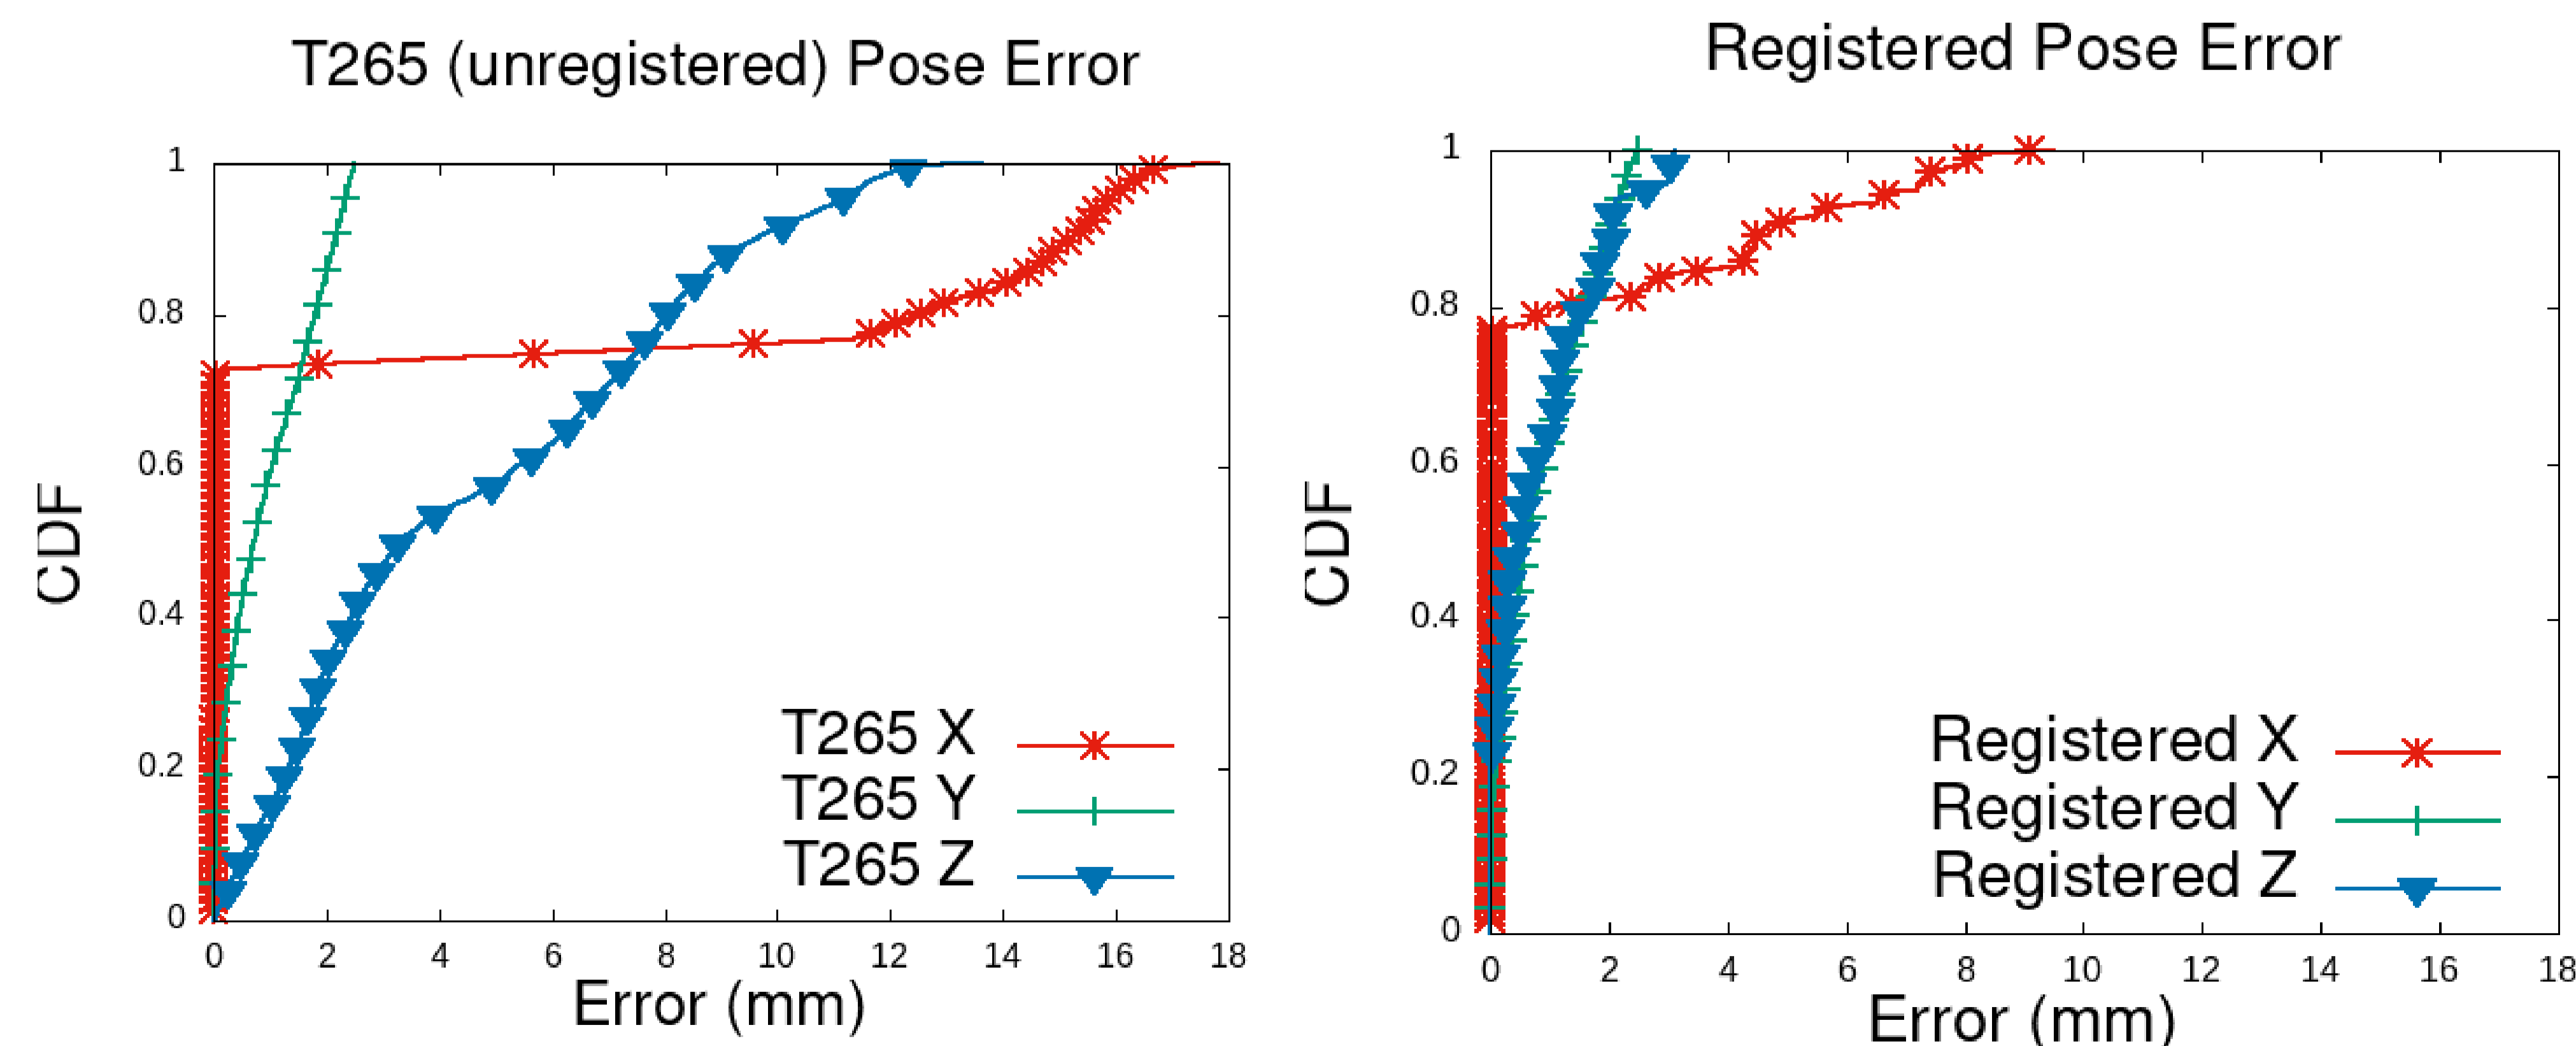 T265 (unregistered) Pose Error
1
0.8
0.6
0.4
0.2
0
CDF
T265 X
T265 Y
T265 Z
0 2 4 6 8 10 12 14 16 18
Error (mm)
Registered Pose Error
1
0.8
0.6
0.4
0.2
0
CDF
Registered X
Registered Y
Registered Z
0 2 4 6 8 10 12 14 16 18
Error (mm)